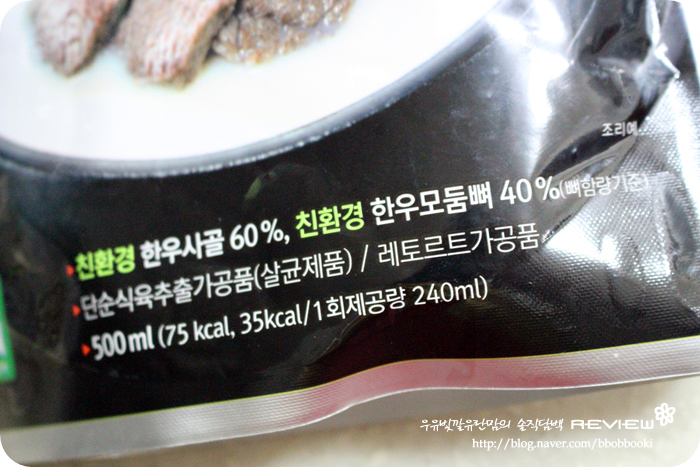 조리예
친환경 한우사골 60%, 친환경 한우모둠뼈 40%(뼈함량기준)
단순식육추출가공품(살균제품) / 레토르트가공품
500ml (75 kcal, 35kcal/1회제공량 240ml)
우유빛깔유란맘의 솔직담백 REVIEW
http://blog.naver.com/bbobbooki